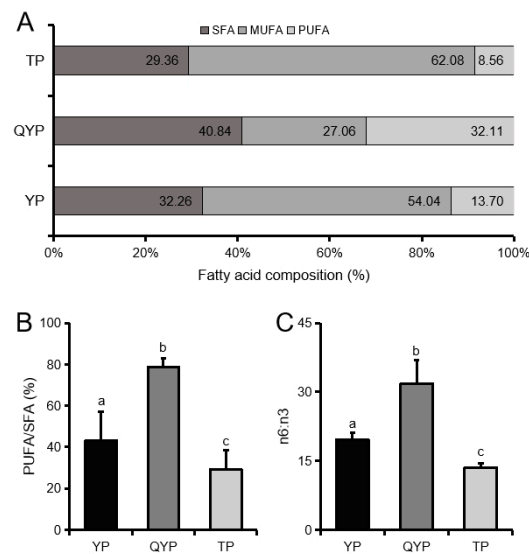 A
SFA MUFA PUFA
TP 29.36 62.08 8.56
QYP 40.84 27.06 32.11
YP 32.26 54.04 13.70
0% 20% 40% 60% 80% 100%
Fatty acid composition (%)
B
100
80
60
40
20
0
PUFA/SFA (%)
a
b
c
YP QYP TP
C
45
30
15
0
n6:n3
a
b
c
YP QYP TP